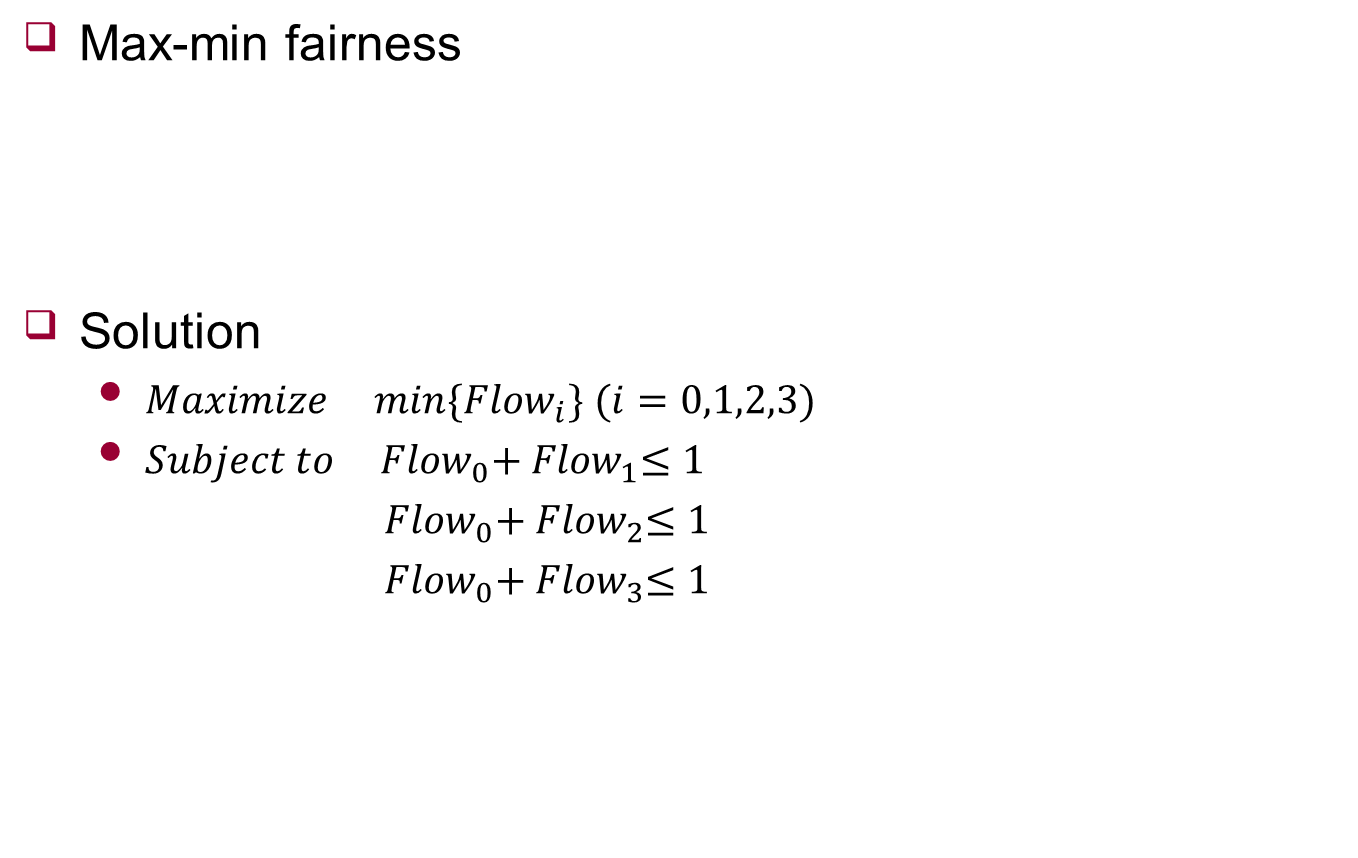 Max-min fairness
Solution
Maximize min{Flow_i} (i = 0,1,2,3)
Subject to Flow_0+ Flow_1≤ 1
Flow_0+ Flow_2≤ 1
Flow_0+ Flow_3≤ 1